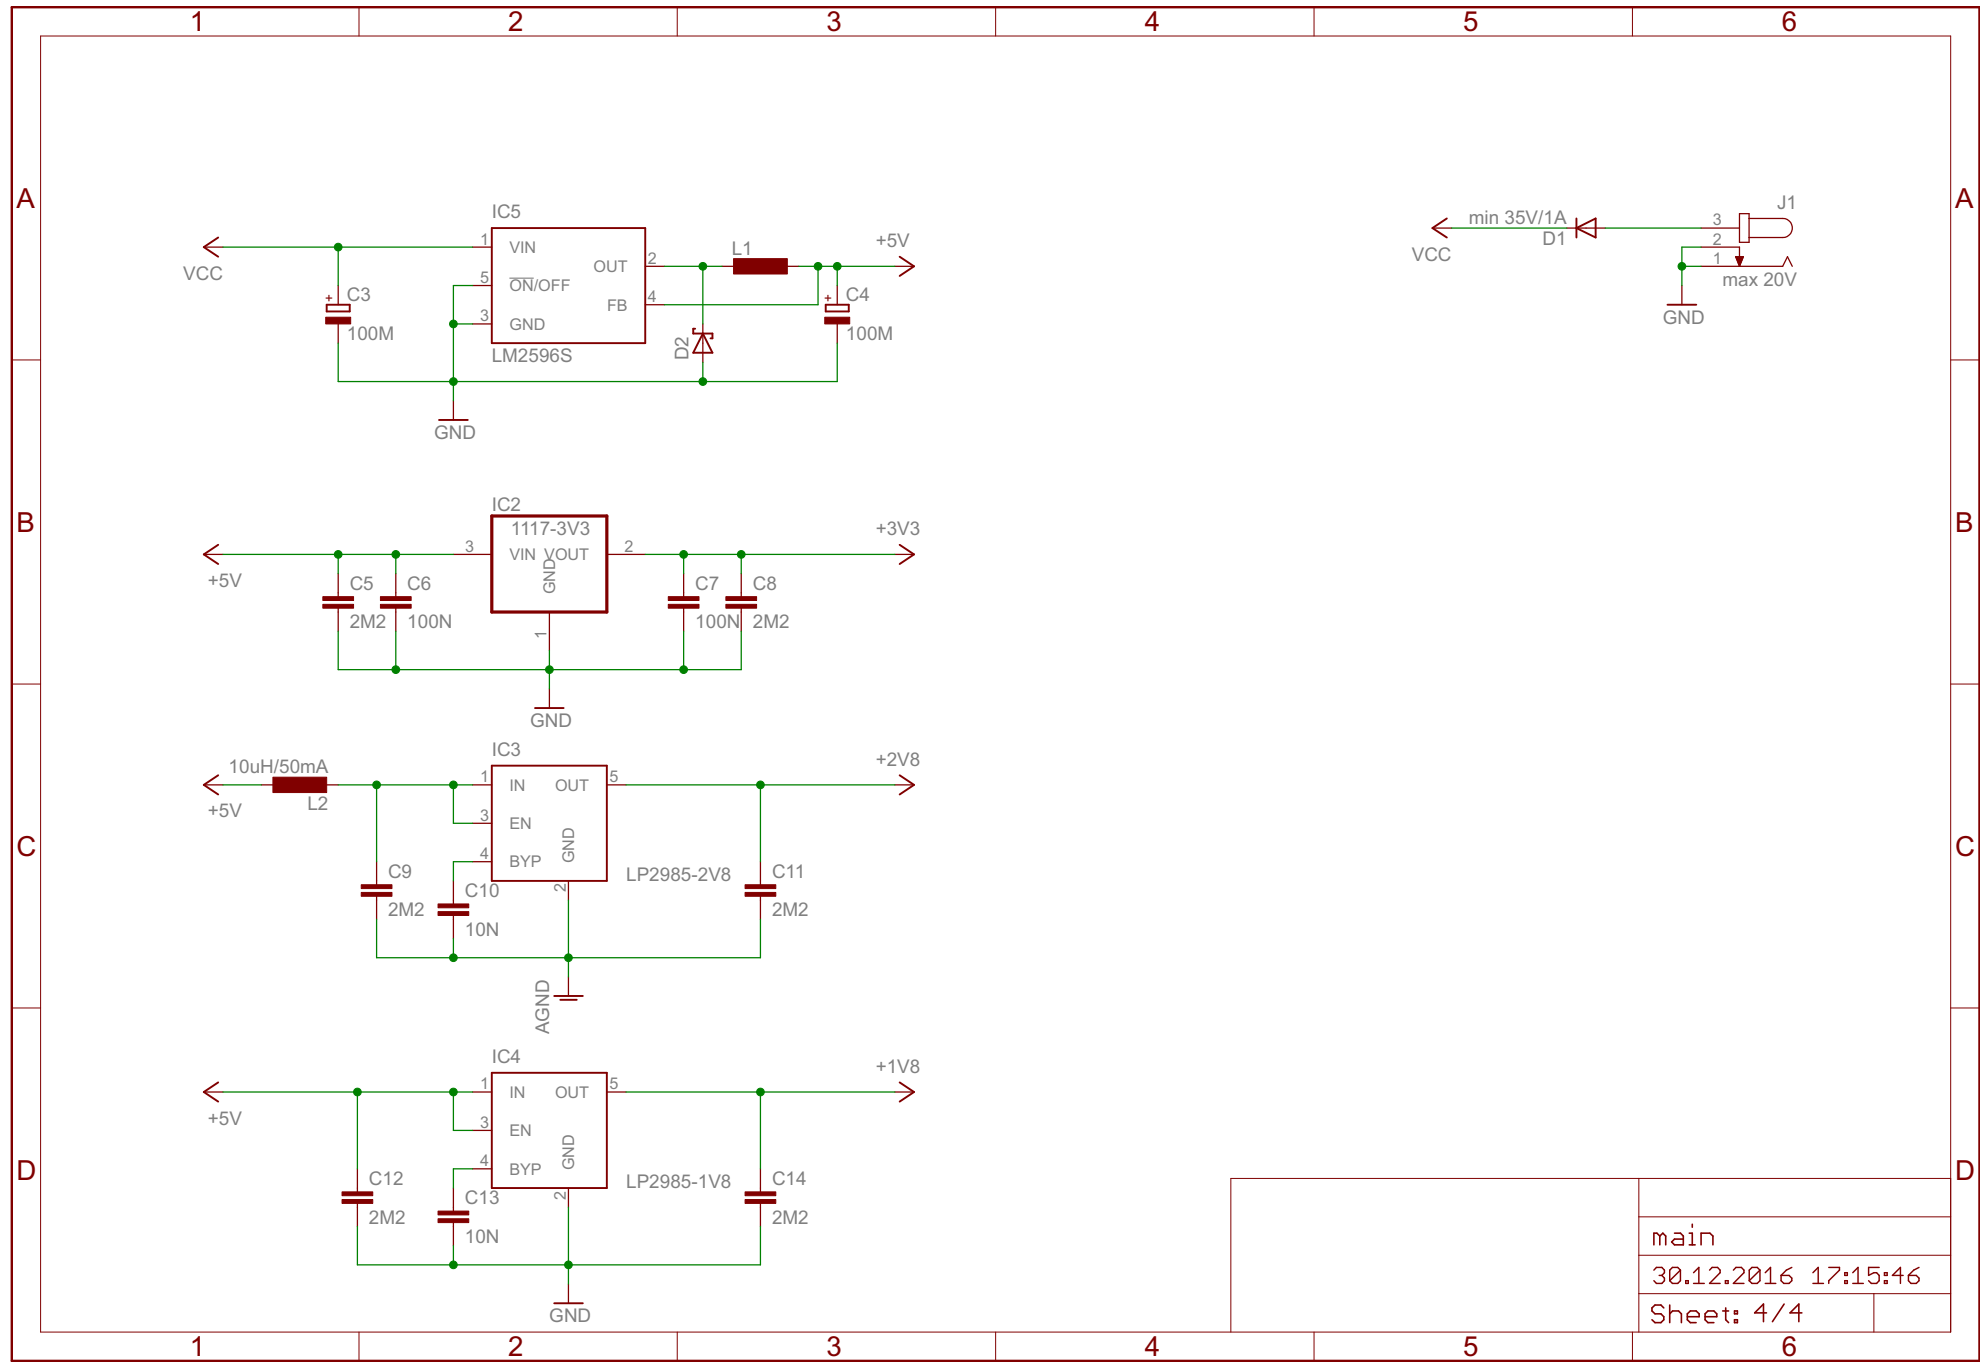 1 2 3 4 5 6
A A
IC5
1 VIN
5 ON/OFF
3 GND
OUT 2
FB 4
LM2596S
VCC
C3
+
100M
L1
+5V
D2
+
C4
100M
GND
min 35V/1A
D1
VCC
J1
3
2
1
max 20V
GND
B B
IC2
1117-3V3
3 VIN VOUT 2
GND
1
+5V
C5
2M2
C6
100N
C7
100N
C8
2M2
+3V3
GND
C C
10uH/50mA
L2
+5V
IC3
1 IN OUT 5
3 EN
4 BYP
GND
2
LP2985-2V8
+2V8
C9
2M2
C10
10N
C11
2M2
AGND
D D
IC4
1 IN OUT 5
3 EN
4 BYP
GND
2
LP2985-1V8
+5V
+1V8
C12
2M2
C13
10N
C14
2M2
GND
main
30.12.2016 17:15:46
Sheet: 4/4
1 2 3 4 5 6